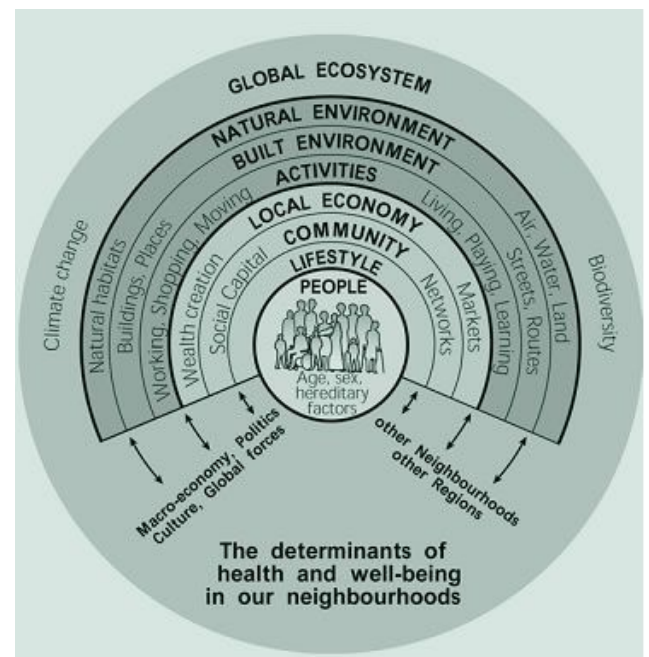 GLOBAL ECOSYSTEM
NATURAL ENVIRONMENT
BUILT ENVIRONMENT
ACTIVITIES
LOCAL ECONOMY
COMMUNITY
LIFESTYLE
PEOPLE
Age, sex,
hereditary
factors
Climate change
Natural habitats
Buildings, Places
Working, Shopping, Moving
Wealth creation
Social Capital
Networks
Markets
Living, Playing, Learning
Streets, Routes
Air, Water, Land
Biodiversity
Macro-economy, Politics
Culture, Global forces
other Neighbourhoods
other Regions
The determinants of
health and well-being
in our neighbourhoods